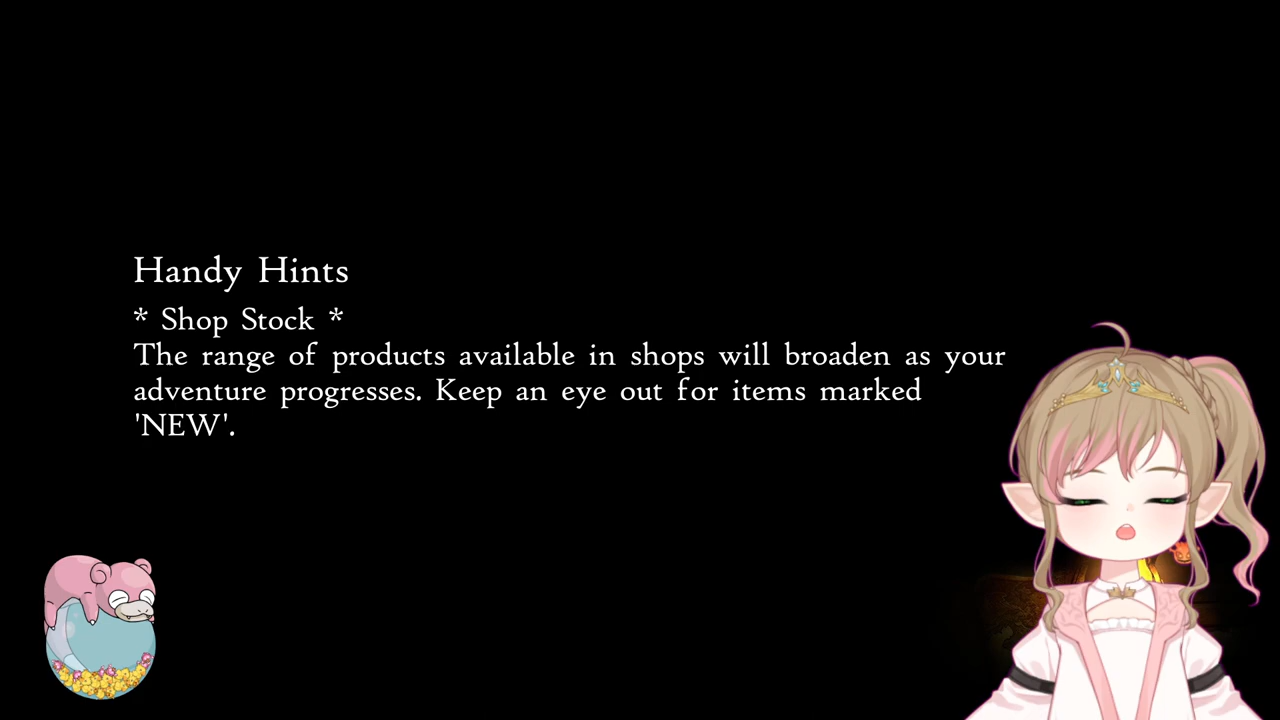 Handy Hints
* Shop Stock *
The range of products available in shops will broaden as your
adventure progresses. Keep an eye out for items marked
'NEW'.